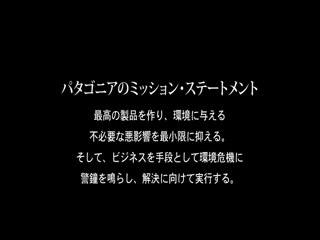 パタゴニアのミッション・ステートメント
最高の製品を作り、環境に与える
不必要な悪影響を最小限に抑える。
そして、ビジネスを手段として環境危機に
警鐘を鳴らし、解決に向けて実行する。